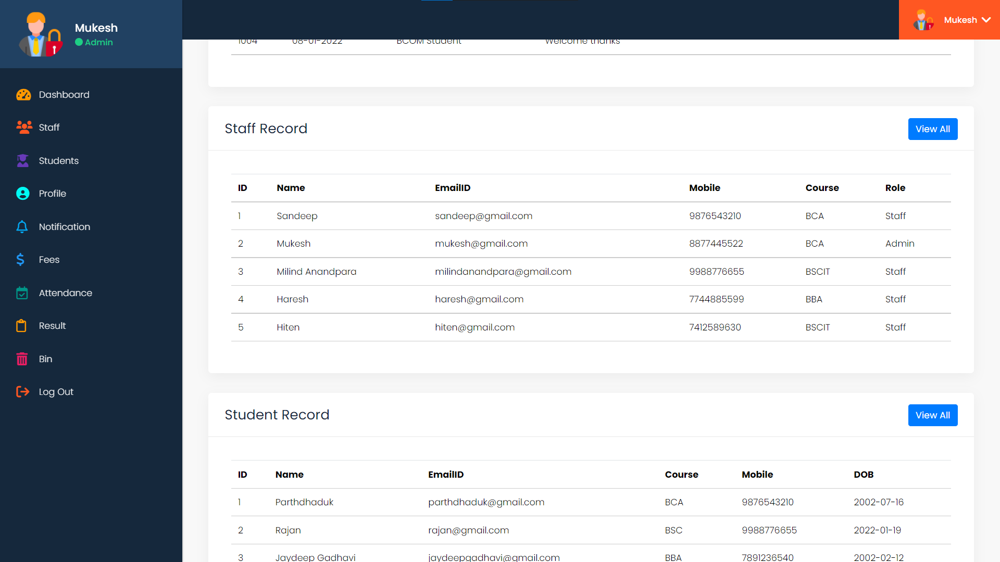 Mukesh
Admin
Dashboard
Staff
Students
Profile
Notification
Fees
Attendance
Result
Bin
Log Out
Mukesh
1004 08-01-2022 BCOM Student Welcome thanks
Staff Record View All
ID Name EmailID Mobile Course Role
1 Sandeep sandeep@gmail.com 9876543210 BCA Staff
2 Mukesh mukesh@gmail.com 8877445522 BCA Admin
3 Milind Anandpara milindanandpara@gmail.com 9988776655 BSCIT Staff
4 Haresh haresh@gmail.com 7744885599 BBA Staff
5 Hiten hiten@gmail.com 7412589630 BSCIT Staff
Student Record View All
ID Name EmailID Course Mobile DOB
1 Parthdhaduk parthdhaduk@gmail.com BCA 9876543210 2002-07-16
2 Rajan rajan@gmail.com BSC 9988776655 2022-01-19
3 Jaydeep Gadhavi jaydeepgadhavi@gmail.com BBA 7891236540 2002-02-12